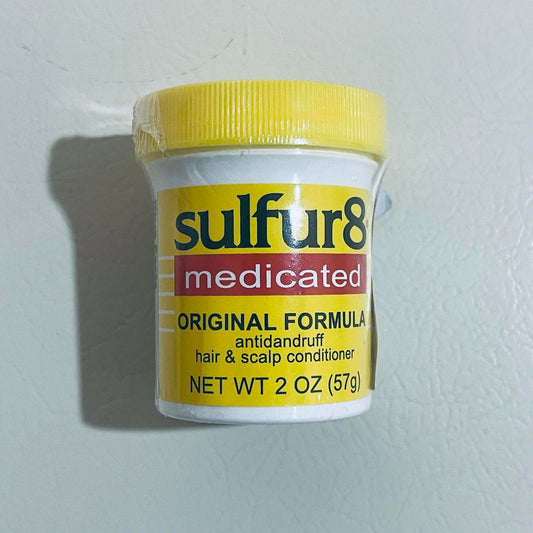 sulfur8
medicated
ORIGINAL FORMULA
antidandruff
hair & scalp conditioner
NET WT 2 OZ (57g)